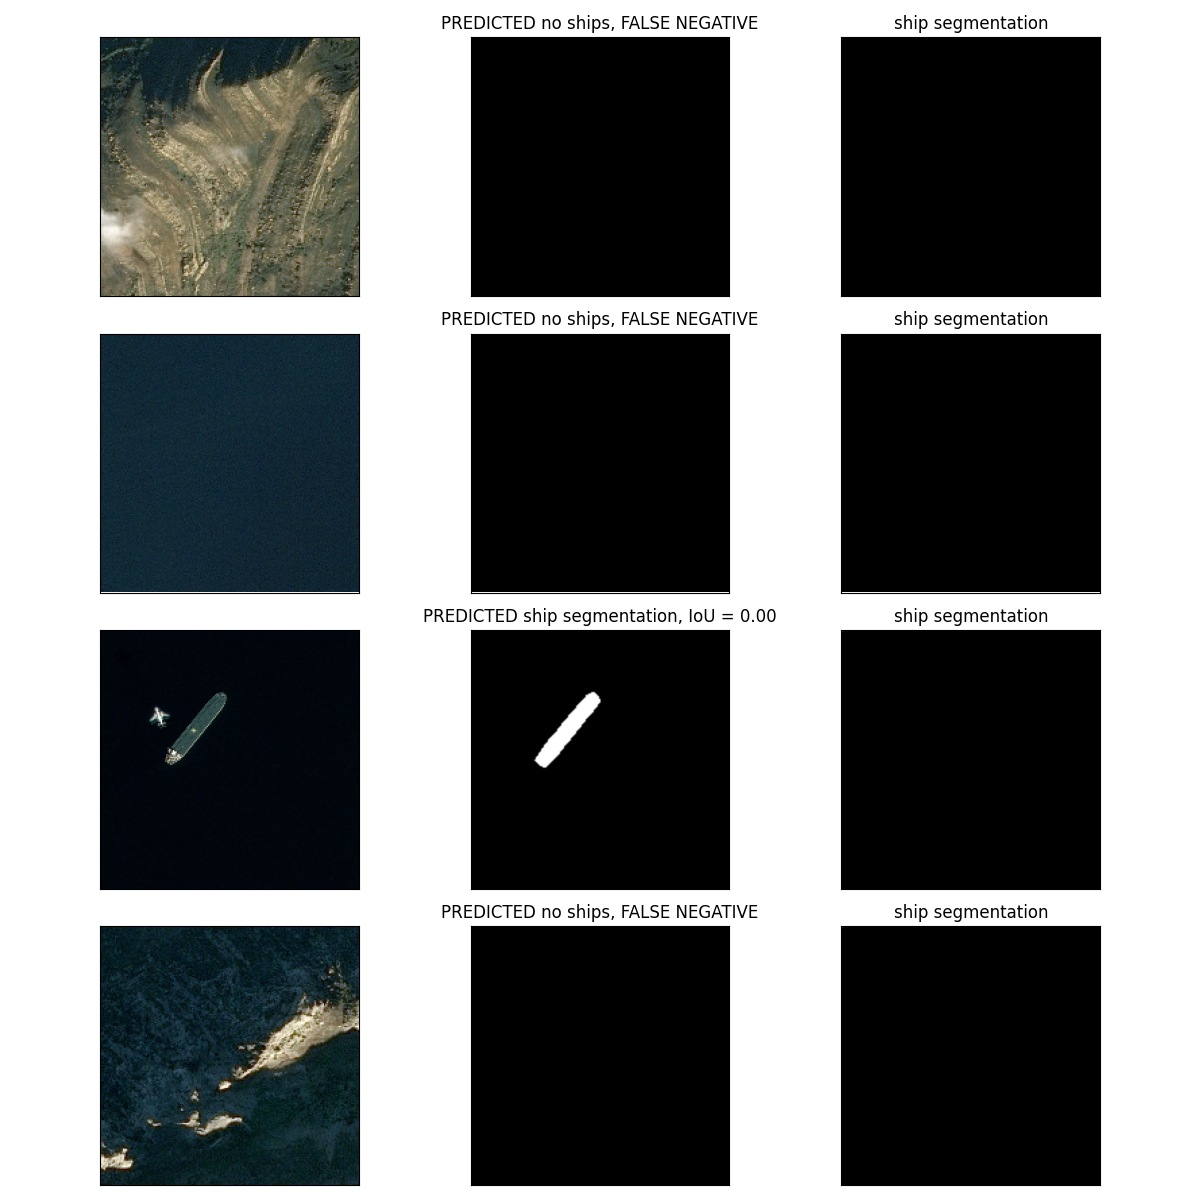 PREDICTED no ships, FALSE NEGATIVE
ship segmentation
PREDICTED no ships, FALSE NEGATIVE
ship segmentation
PREDICTED ship segmentation, IoU = 0.00
ship segmentation
PREDICTED no ships, FALSE NEGATIVE
ship segmentation